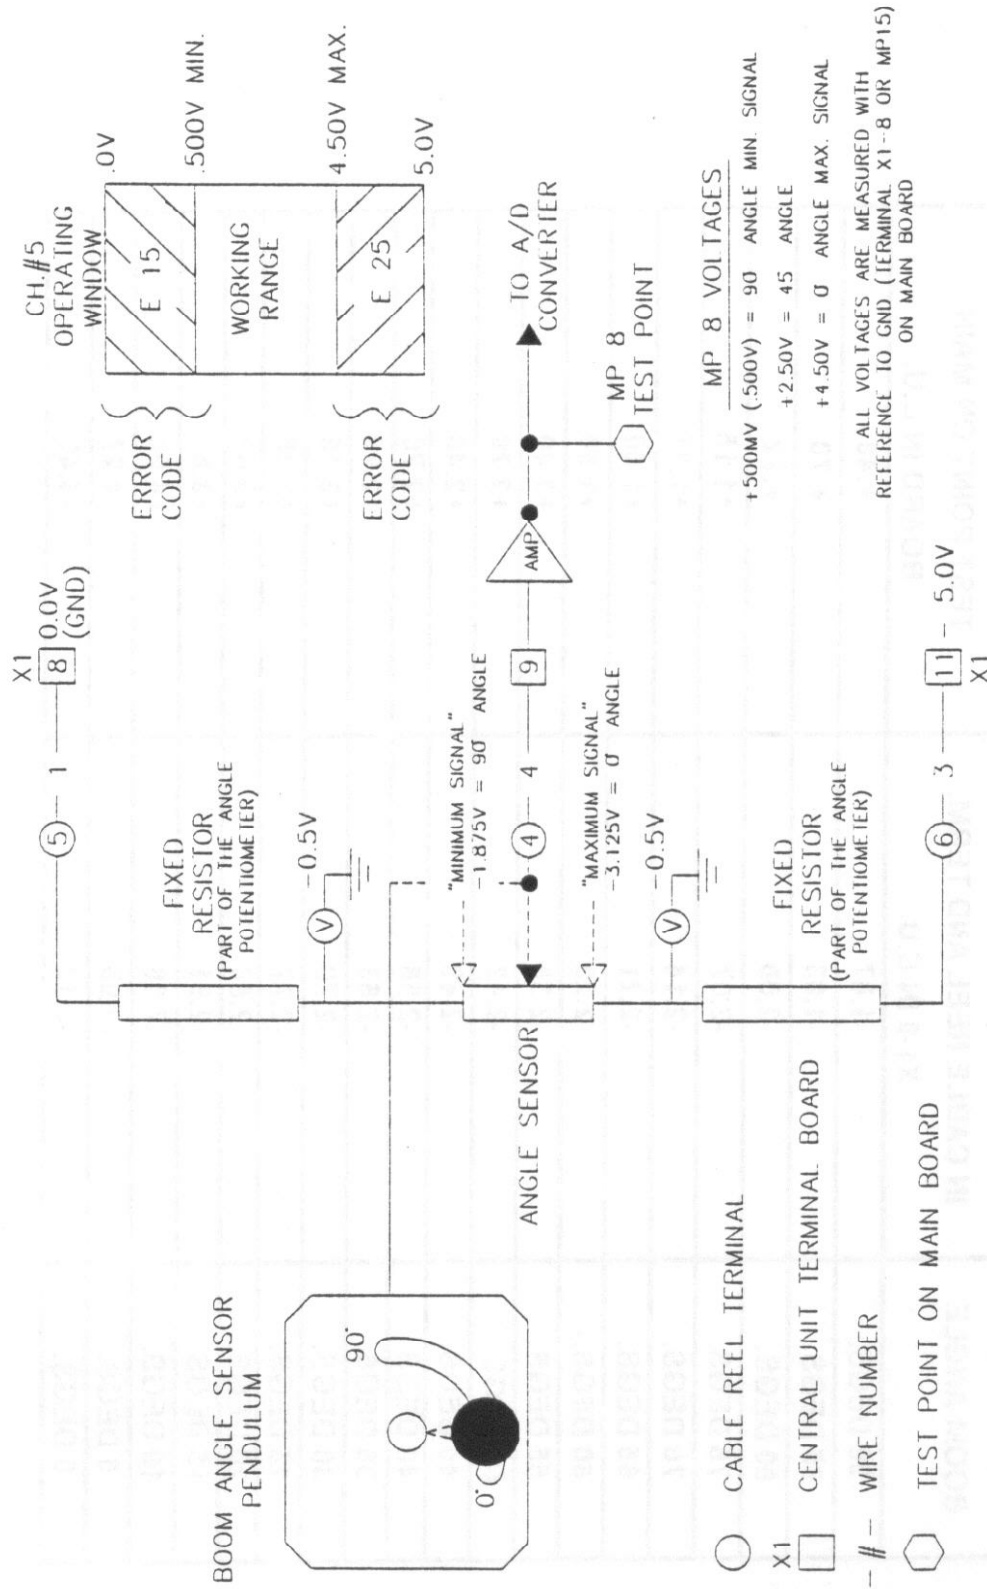 BOOM ANGLE SENSOR
PENDULUM
90°
0°
CABLE REEL TERMINAL
X1
CENTRAL UNIT TERMINAL BOARD
- # - WIRE NUMBER
TEST POINT ON MAIN BOARD
5
1
X1
8
0.0V
(GND)
FIXED
RESISTOR
(PART OF THE ANGLE
POTENTIOMETER)
-0.5V
V
"MINIMUM SIGNAL"
-1.875V = 90° ANGLE
ANGLE SENSOR
4
4
9
AMP
"MAXIMUM SIGNAL"
-3.125V = 0° ANGLE
-0.5V
V
FIXED
RESISTOR
(PART OF THE ANGLE
POTENTIOMETER)
6
3
11
- 5.0V
X1
CH.#5
OPERATING
WINDOW
.0V
E 15
.500V MIN.
WORKING
RANGE
4.50V MAX.
E 25
5.0V
ERROR
CODE
ERROR
CODE
TO A/D
CONVERTER
MP 8
TEST POINT
MP 8 VOLTAGES
+500MV (.500V) = 90 ANGLE MIN. SIGNAL
+2.50V = 45 ANGLE
+4.50V = 0 ANGLE MAX. SIGNAL
ALL VOLTAGES ARE MEASURED WITH
REFERENCE TO GND (TERMINAL X1-8 OR MP15)
ON MAIN BOARD